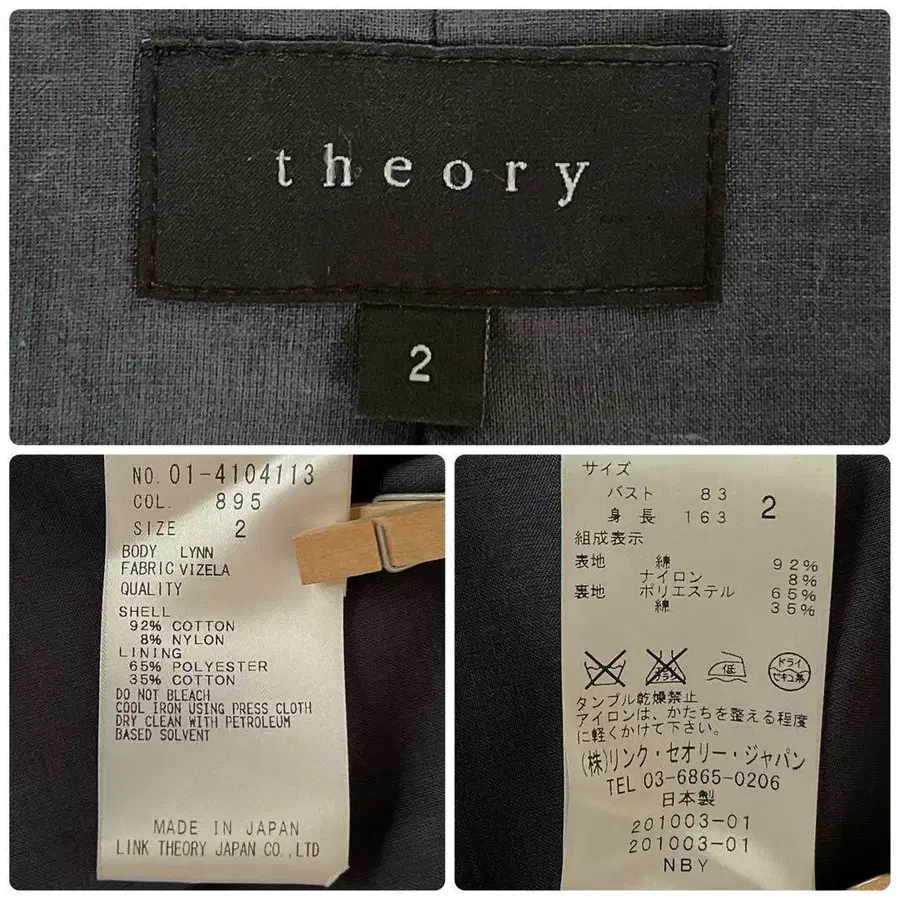 theory
2
NO. 01-4104113
COL. 895
SIZE 2
BODY LYNN
FABRIC VIZELA
QUALITY
SHELL
92% COTTON
8% NYLON
LINING
65% POLYESTER
35% COTTON
DO NOT BLEACH
COOL IRON USING PRESS CLOTH
DRY CLEAN WITH PETROLEUM
BASED SOLVENT
MADE IN JAPAN
LINK THEORY JAPAN CO.,LTD
サイズ
バスト 83
身長 163 2
組成表示
表地 綿 92%
ナイロン 8%
裏地 ポリエステル 65%
綿 35%
低
ドライ
セキユ系
タンブル乾燥禁止
アイロンは、かたちを整える程度
に軽くかけて下さい。
(株)リンク・セオリー・ジャパン
TEL 03-6865-0206
日本製
201003-01
201003-01
NBY